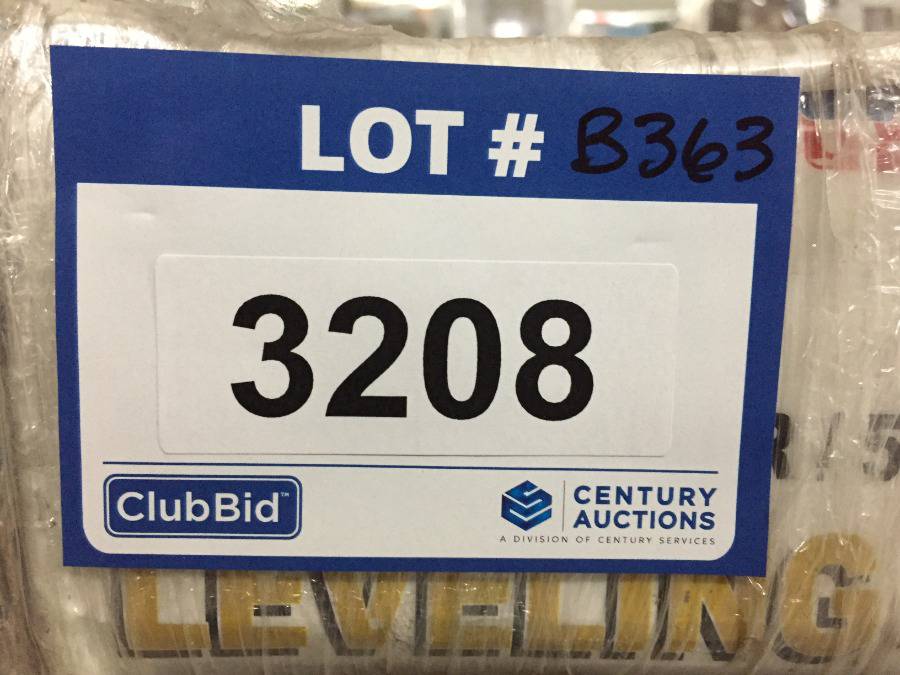 LOT # B363
3208
ClubBid™
CENTURY
AUCTIONS
A DIVISION OF CENTURY SERVICES
LEVELING